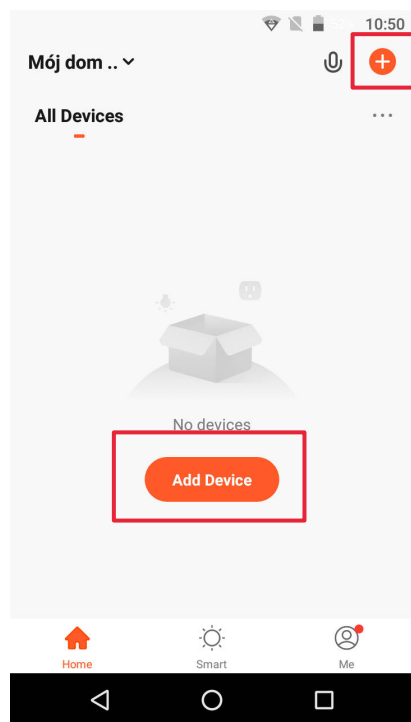 10:50
Mój dom ..
All Devices
No devices
Add Device
Home
Smart
Me